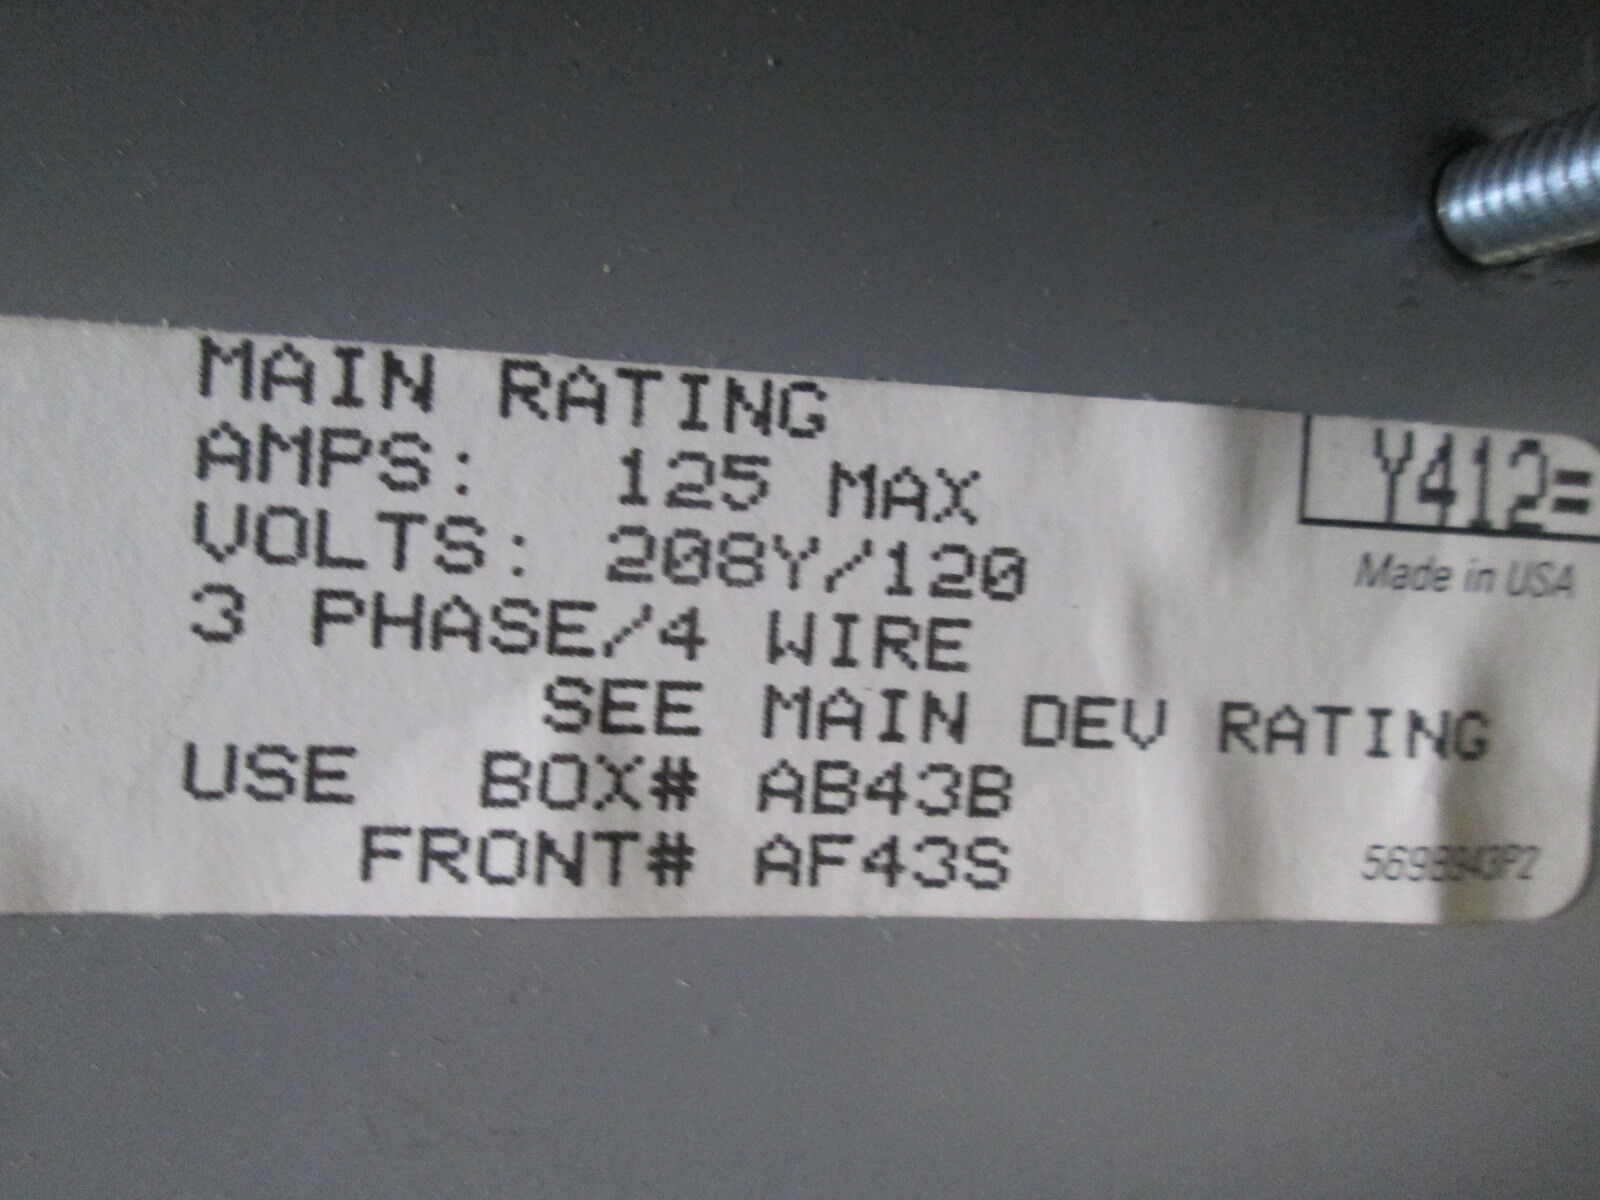 MAIN RATING
AMPS: 125 MAX
VOLTS: 208Y/120
3 PHASE/4 WIRE
SEE MAIN DEV RATING
USE BOX# AB43B
FRONT# AF43S
Y412=
Made in USA